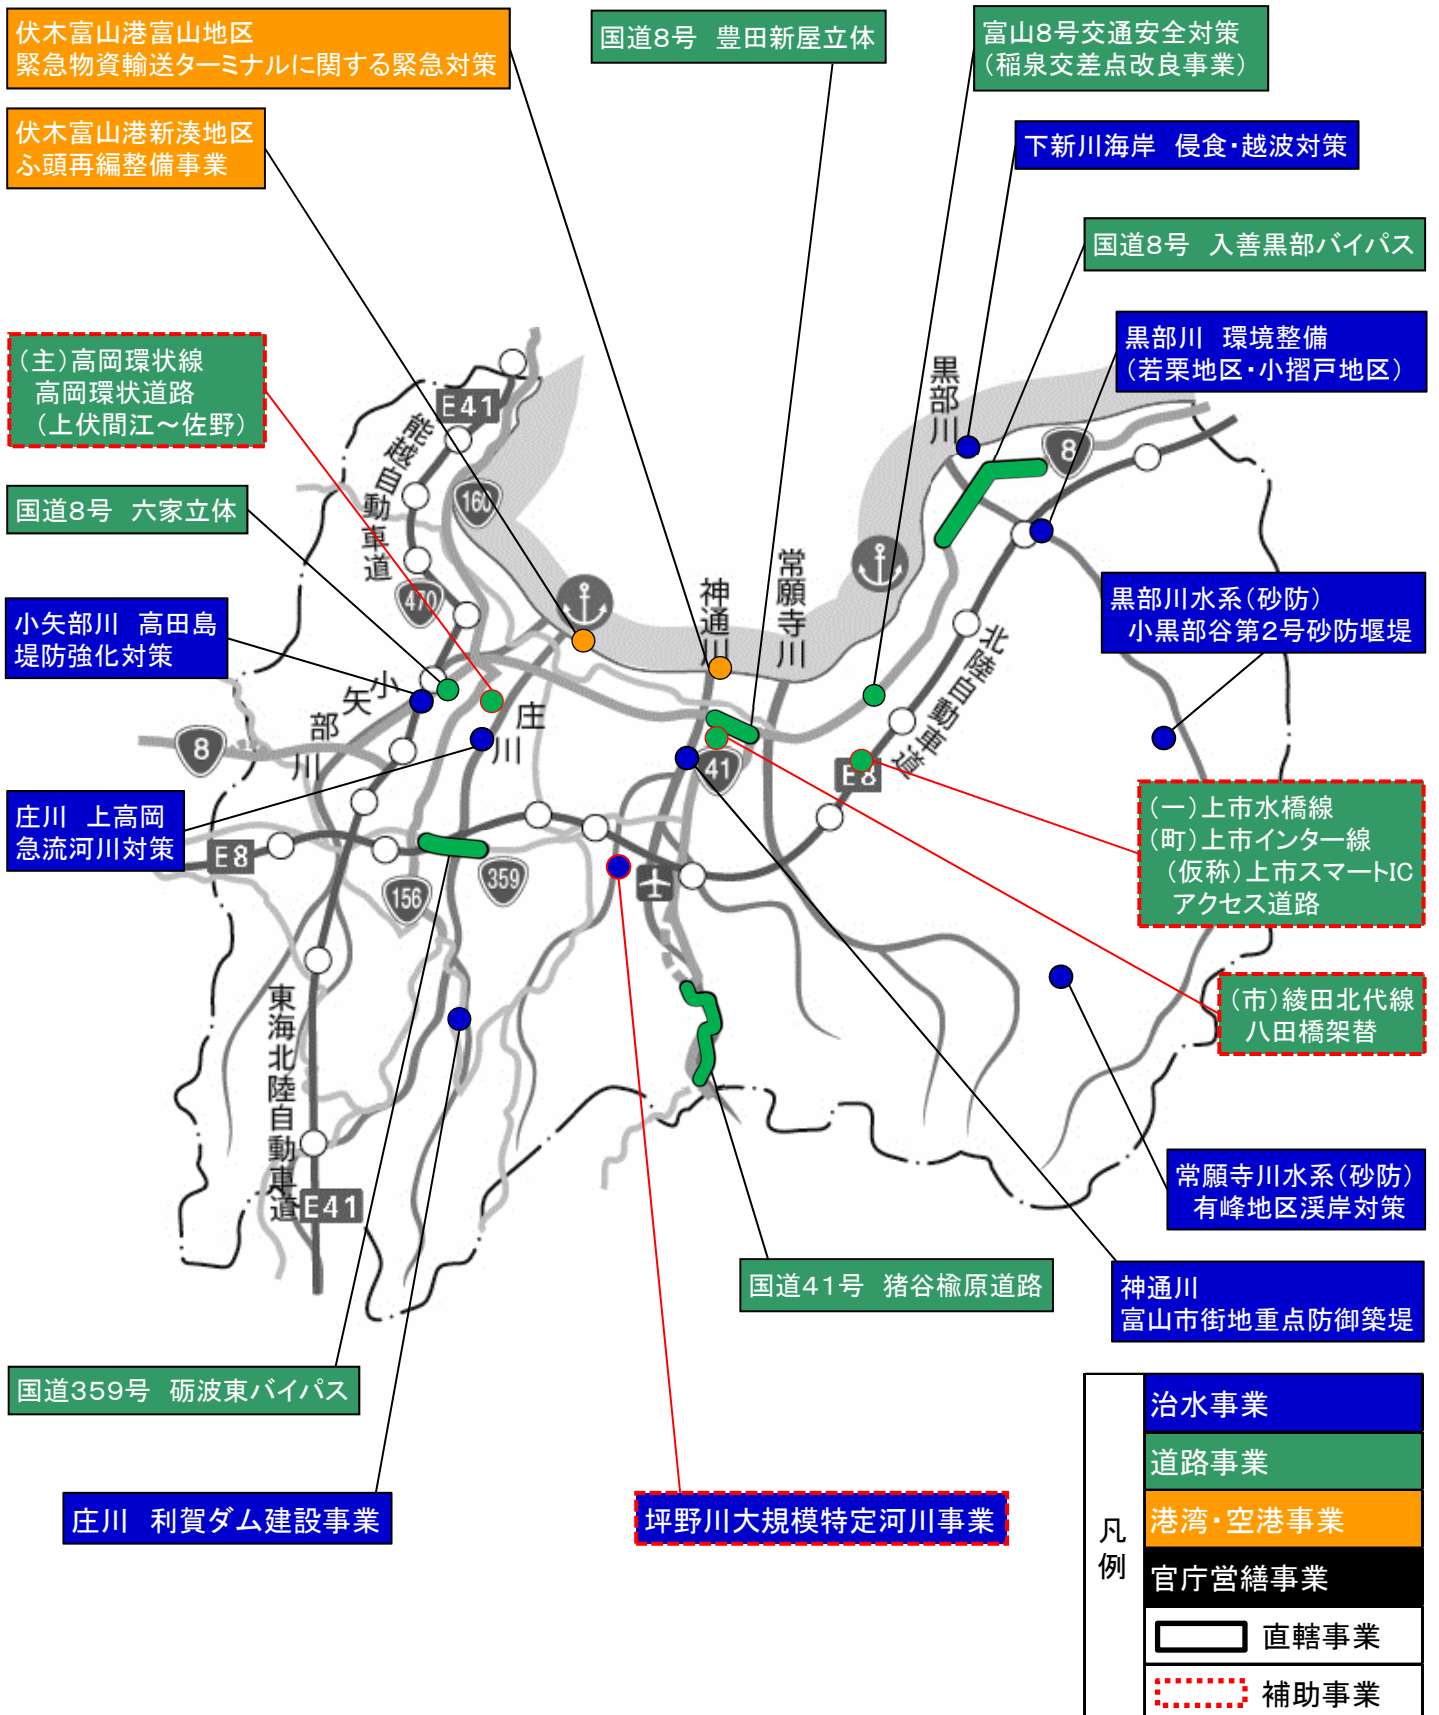 伏木富山港富山地区
緊急物資輸送ターミナルに関する緊急対策
国道8号　豊田新屋立体
富山8号交通安全対策
(稲泉交差点改良事業)
伏木富山港新湊地区
ふ頭再編整備事業
下新川海岸　侵食・越波対策
国道8号　入善黒部バイパス
黒部川　環境整備
(若栗地区・小摺戸地区)
(主)高岡環状線
高岡環状道路
(上伏間江～佐野)
国道8号　六家立体
小矢部川　高田島
堤防強化対策
庄川　上高岡
急流河川対策
黒部川水系(砂防)
小黒部谷第2号砂防堰堤
(一)上市水橋線
(町)上市インター線
(仮称)上市スマートIC
アクセス道路
(市)綾田北代線
八田橋架替
常願寺川水系(砂防)
有峰地区渓岸対策
神通川
富山市街地重点防御築堤
国道41号　猪谷楡原道路
国道359号　砺波東バイパス
庄川　利賀ダム建設事業
坪野川大規模特定河川事業
E41
能越自動車道
160
470
黒部川
8
常願寺川
神通川
北陸自動車道
小矢部川
庄川
8
41
E8
E8
156
359
東海北陸自動車道
E41
凡例
治水事業
道路事業
港湾・空港事業
官庁営繕事業
直轄事業
補助事業